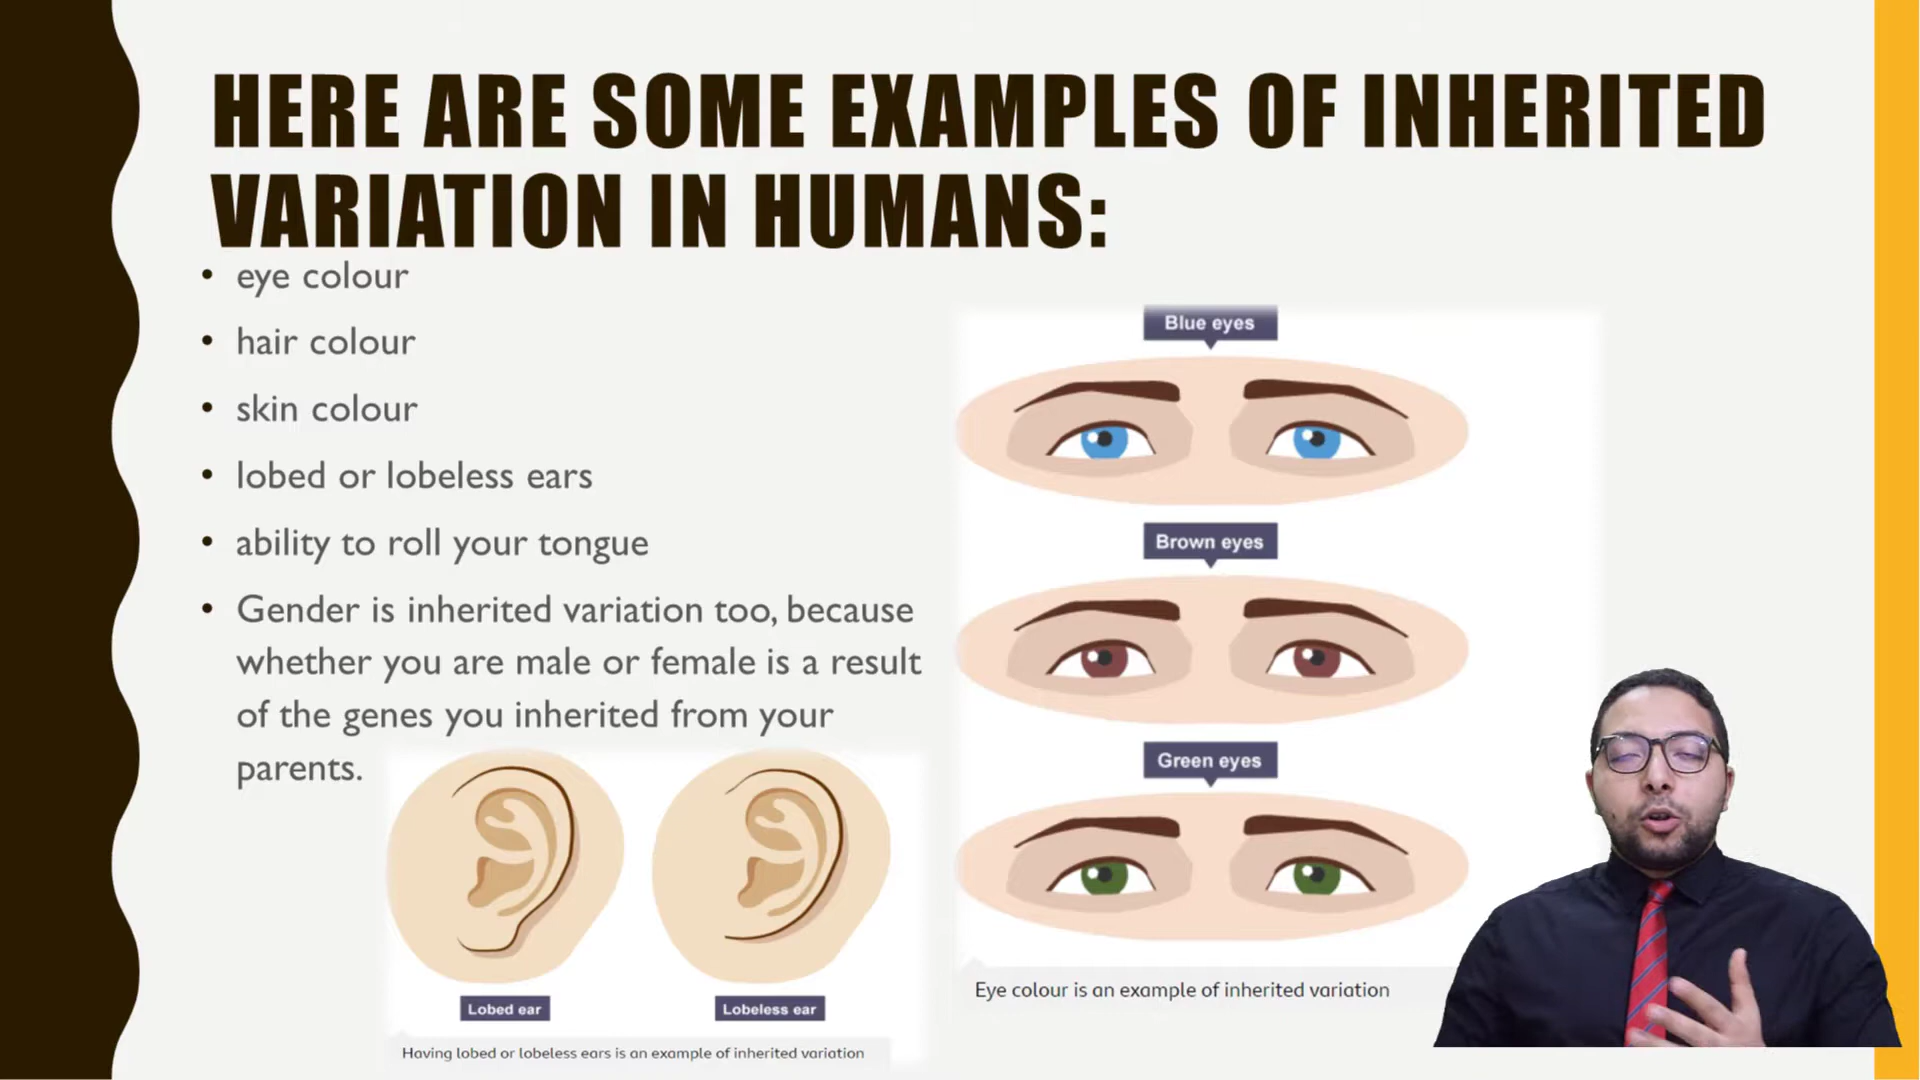 HERE ARE SOME EXAMPLES OF INHERITED
VARIATION IN HUMANS:
• eye colour
• hair colour
• skin colour
• lobed or lobeless ears
• ability to roll your tongue
• Gender is inherited variation too, because
whether you are male or female is a result
of the genes you inherited from your
parents.
Lobed ear
Lobeless ear
Having lobed or lobeless ears is an example of inherited variation
Blue eyes
Brown eyes
Green eyes
Eye colour is an example of inherited variation